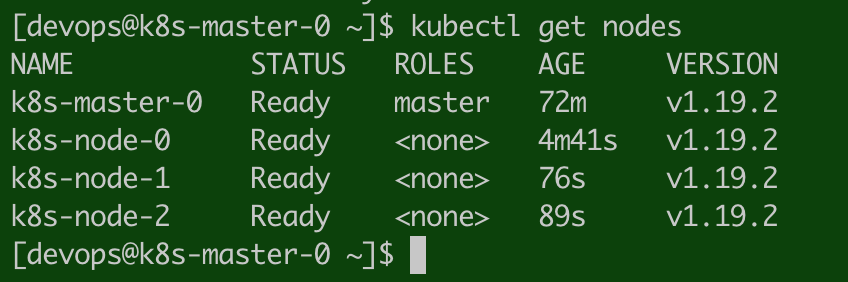 [devops@k8s-master-0 ~]$ kubectl get nodes
NAME STATUS ROLES AGE VERSION
k8s-master-0 Ready master 72m v1.19.2
k8s-node-0 Ready <none> 4m41s v1.19.2
k8s-node-1 Ready <none> 76s v1.19.2
k8s-node-2 Ready <none> 89s v1.19.2
[devops@k8s-master-0 ~]$